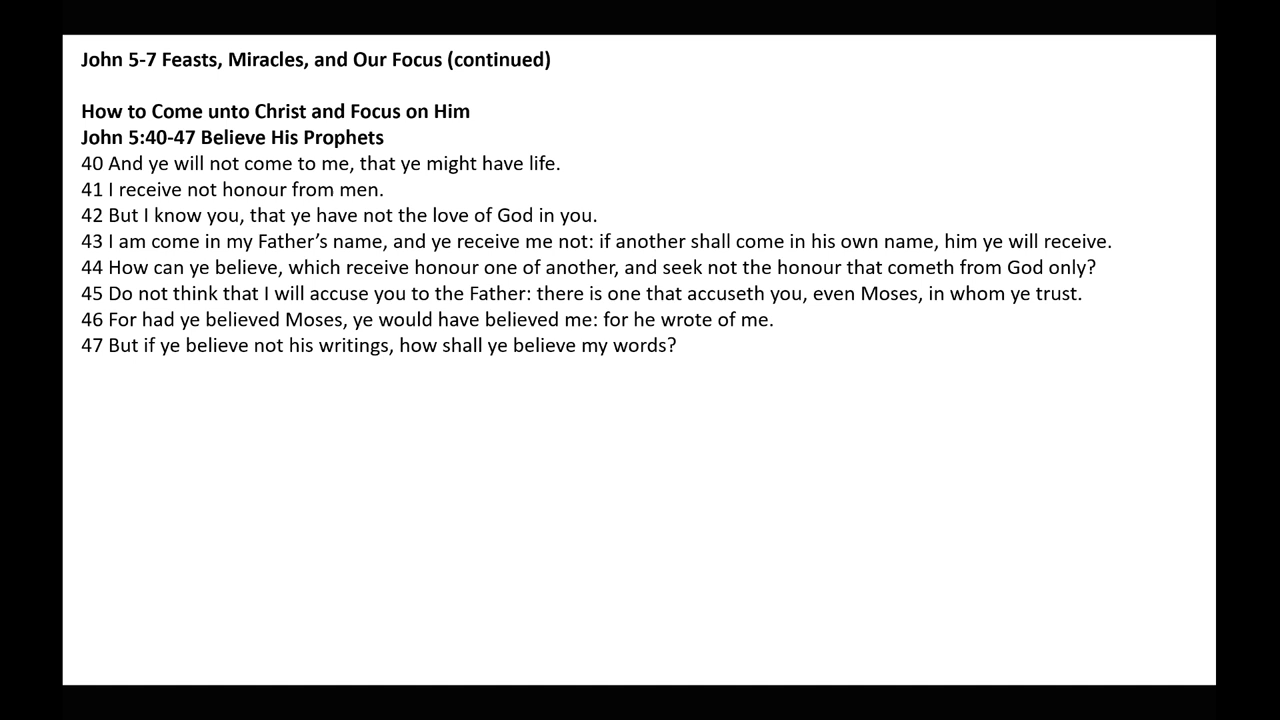 John 5-7 Feasts, Miracles, and Our Focus (continued)
How to Come unto Christ and Focus on Him
John 5:40-47 Believe His Prophets
40 And ye will not come to me, that ye might have life.
41 I receive not honour from men.
42 But I know you, that ye have not the love of God in you.
43 I am come in my Father’s name, and ye receive me not: if another shall come in his own name, him ye will receive.
44 How can ye believe, which receive honour one of another, and seek not the honour that cometh from God only?
45 Do not think that I will accuse you to the Father: there is one that accuseth you, even Moses, in whom ye trust.
46 For had ye believed Moses, ye would have believed me: for he wrote of me.
47 But if ye believe not his writings, how shall ye believe my words?